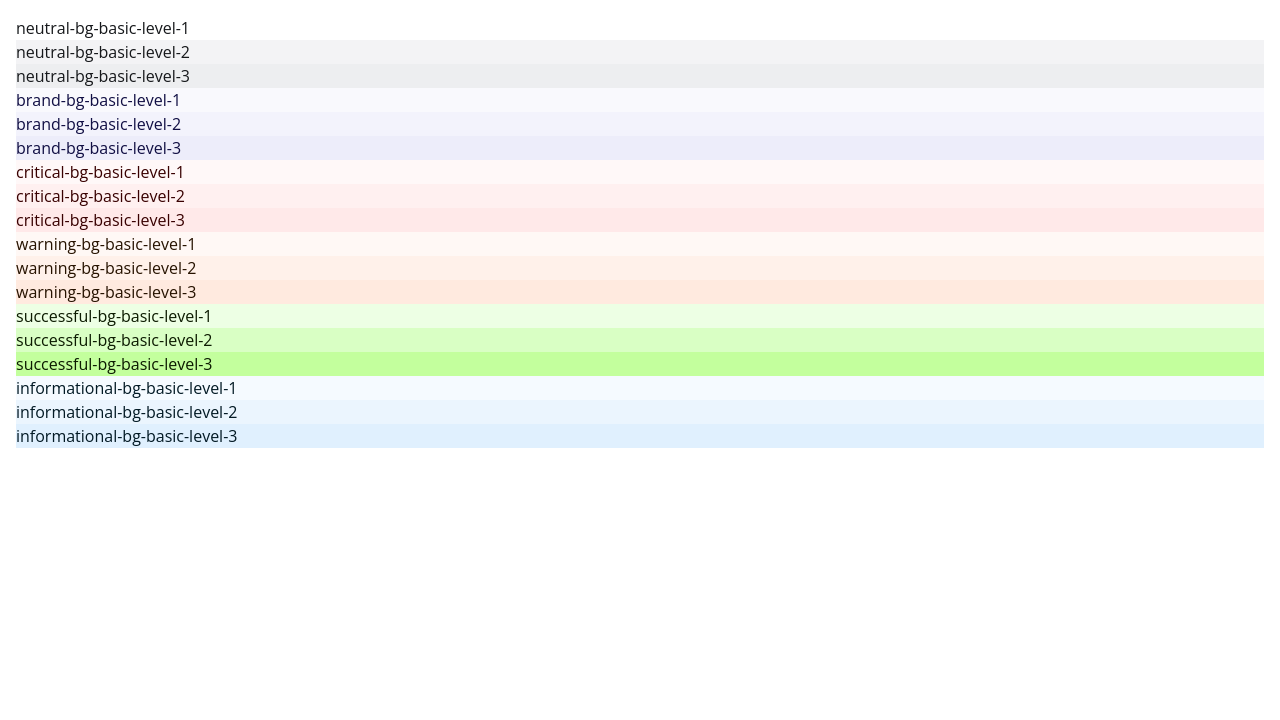 neutral-bg-basic-level-1
neutral-bg-basic-level-2
neutral-bg-basic-level-3
brand-bg-basic-level-1
brand-bg-basic-level-2
brand-bg-basic-level-3
critical-bg-basic-level-1
critical-bg-basic-level-2
critical-bg-basic-level-3
warning-bg-basic-level-1
warning-bg-basic-level-2
warning-bg-basic-level-3
successful-bg-basic-level-1
successful-bg-basic-level-2
successful-bg-basic-level-3
informational-bg-basic-level-1
informational-bg-basic-level-2
informational-bg-basic-level-3